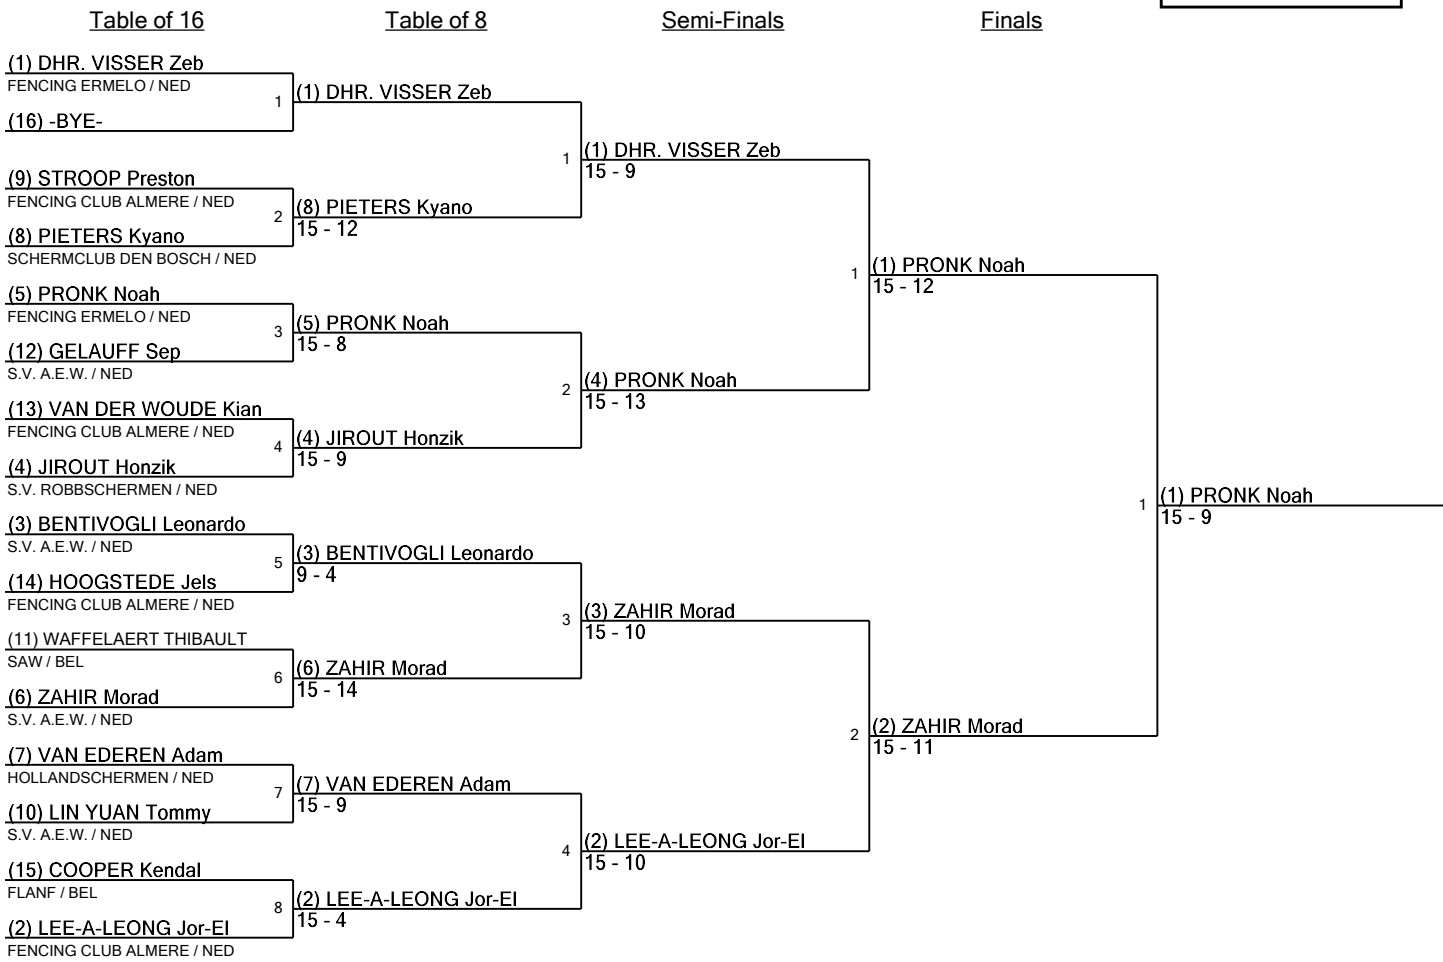 Table of 16
Table of 8
Semi-Finals
Finals
(1) DHR. VISSER Zeb
FENCING ERMELO / NED
1
(16) -BYE-
(9) STROOP Preston
FENCING CLUB ALMERE / NED
2
(8) PIETERS Kyano
SCHERMCLUB DEN BOSCH / NED
(5) PRONK Noah
FENCING ERMELO / NED
3
(12) GELAUFF Sep
S.V. A.E.W. / NED
(13) VAN DER WOUDE Kian
FENCING CLUB ALMERE / NED
4
(4) JIROUT Honzik
S.V. ROBBSCHERMEN / NED
(3) BENTIVOGLI Leonardo
S.V. A.E.W. / NED
5
(14) HOOGSTEDE Jels
FENCING CLUB ALMERE / NED
(11) WAFFELAERT THIBAULT
SAW / BEL
6
(6) ZAHIR Morad
S.V. A.E.W. / NED
(7) VAN EDEREN Adam
HOLLANDSCHERMEN / NED
7
(10) LIN YUAN Tommy
S.V. A.E.W. / NED
(15) COOPER Kendal
FLANF / BEL
8
(2) LEE-A-LEONG Jor-El
FENCING CLUB ALMERE / NED
(1) DHR. VISSER Zeb
1
(8) PIETERS Kyano
15 - 12
(5) PRONK Noah
15 - 8
2
(4) JIROUT Honzik
15 - 9
(3) BENTIVOGLI Leonardo
9 - 4
3
(6) ZAHIR Morad
15 - 14
(7) VAN EDEREN Adam
15 - 9
4
(2) LEE-A-LEONG Jor-El
15 - 4
(1) DHR. VISSER Zeb
15 - 9
1
(4) PRONK Noah
15 - 13
(3) ZAHIR Morad
15 - 10
2
(2) LEE-A-LEONG Jor-El
15 - 10
(1) PRONK Noah
15 - 12
1
(2) ZAHIR Morad
15 - 11
(1) PRONK Noah
15 - 9